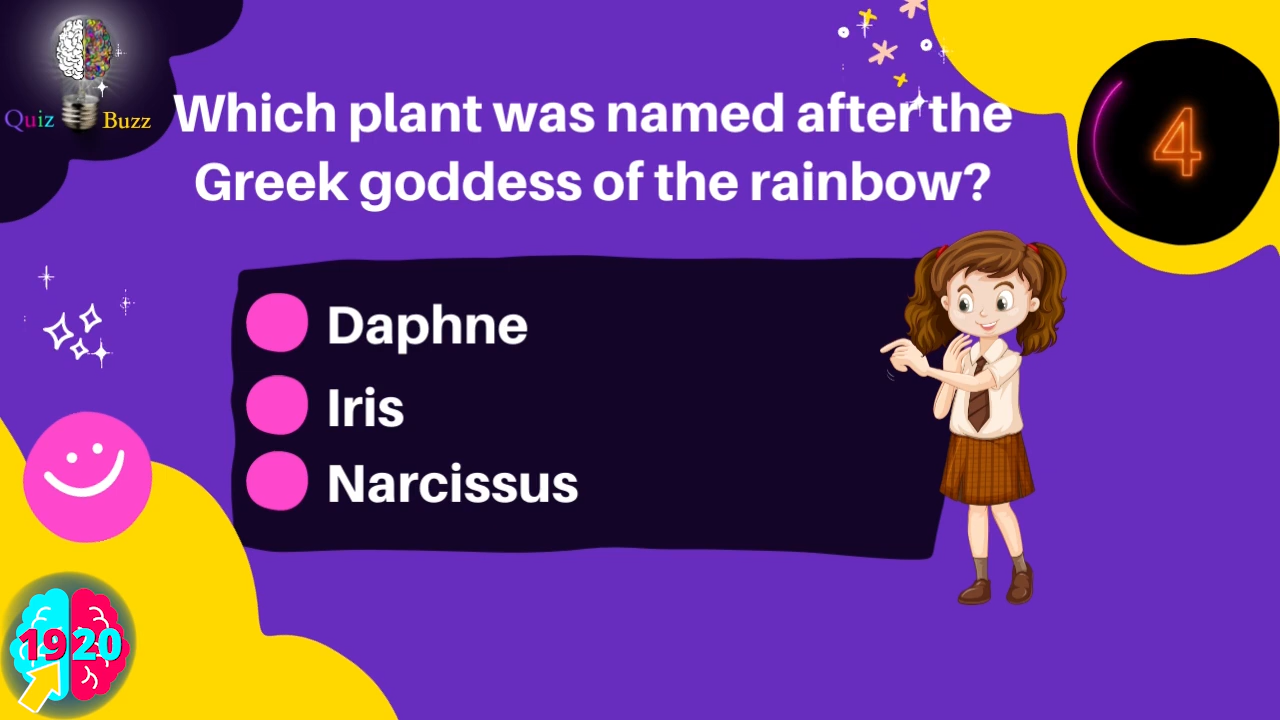 Quiz Buzz
Which plant was named after the
Greek goddess of the rainbow?
4
Daphne
Iris
Narcissus
1920